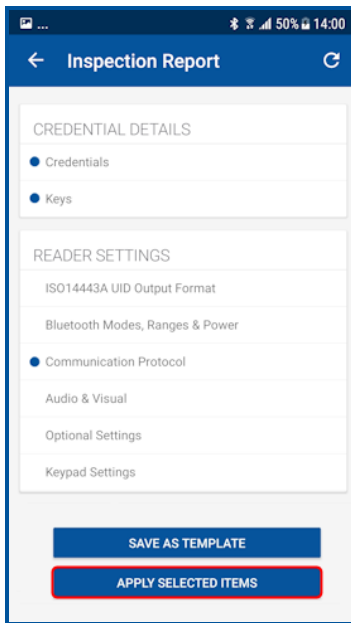 ... 50% 14:00
Inspection Report
CREDENTIAL DETAILS
Credentials
Keys
READER SETTINGS
ISO14443A UID Output Format
Bluetooth Modes, Ranges & Power
Communication Protocol
Audio & Visual
Optional Settings
Keypad Settings
SAVE AS TEMPLATE
APPLY SELECTED ITEMS